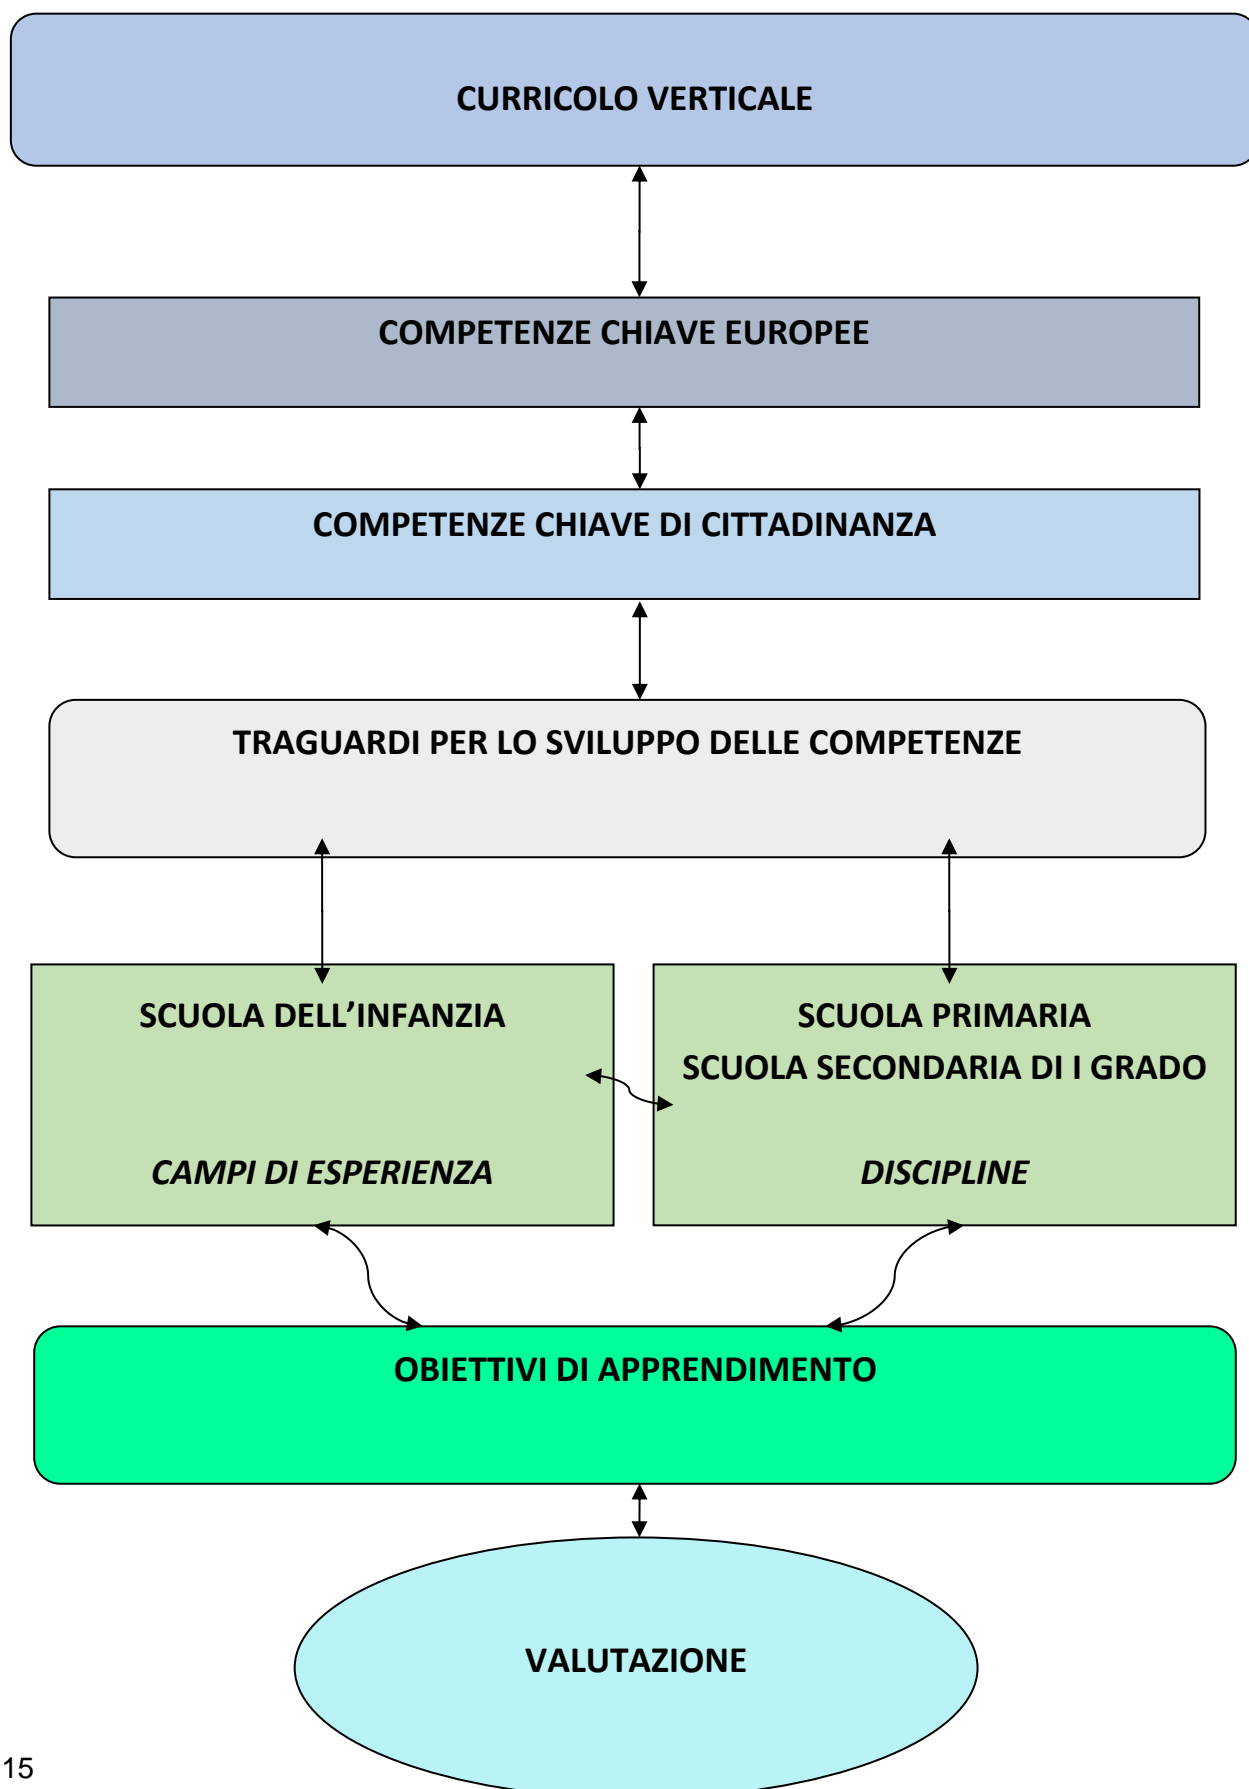 CURRICOLO VERTICALE
COMPETENZE CHIAVE EUROPEE
COMPETENZE CHIAVE DI CITTADINANZA
TRAGUARDI PER LO SVILUPPO DELLE COMPETENZE
SCUOLA DELL’INFANZIA
CAMPI DI ESPERIENZA
SCUOLA PRIMARIA
SCUOLA SECONDARIA DI I GRADO
DISCIPLINE
OBIETTIVI DI APPRENDIMENTO
VALUTAZIONE
15